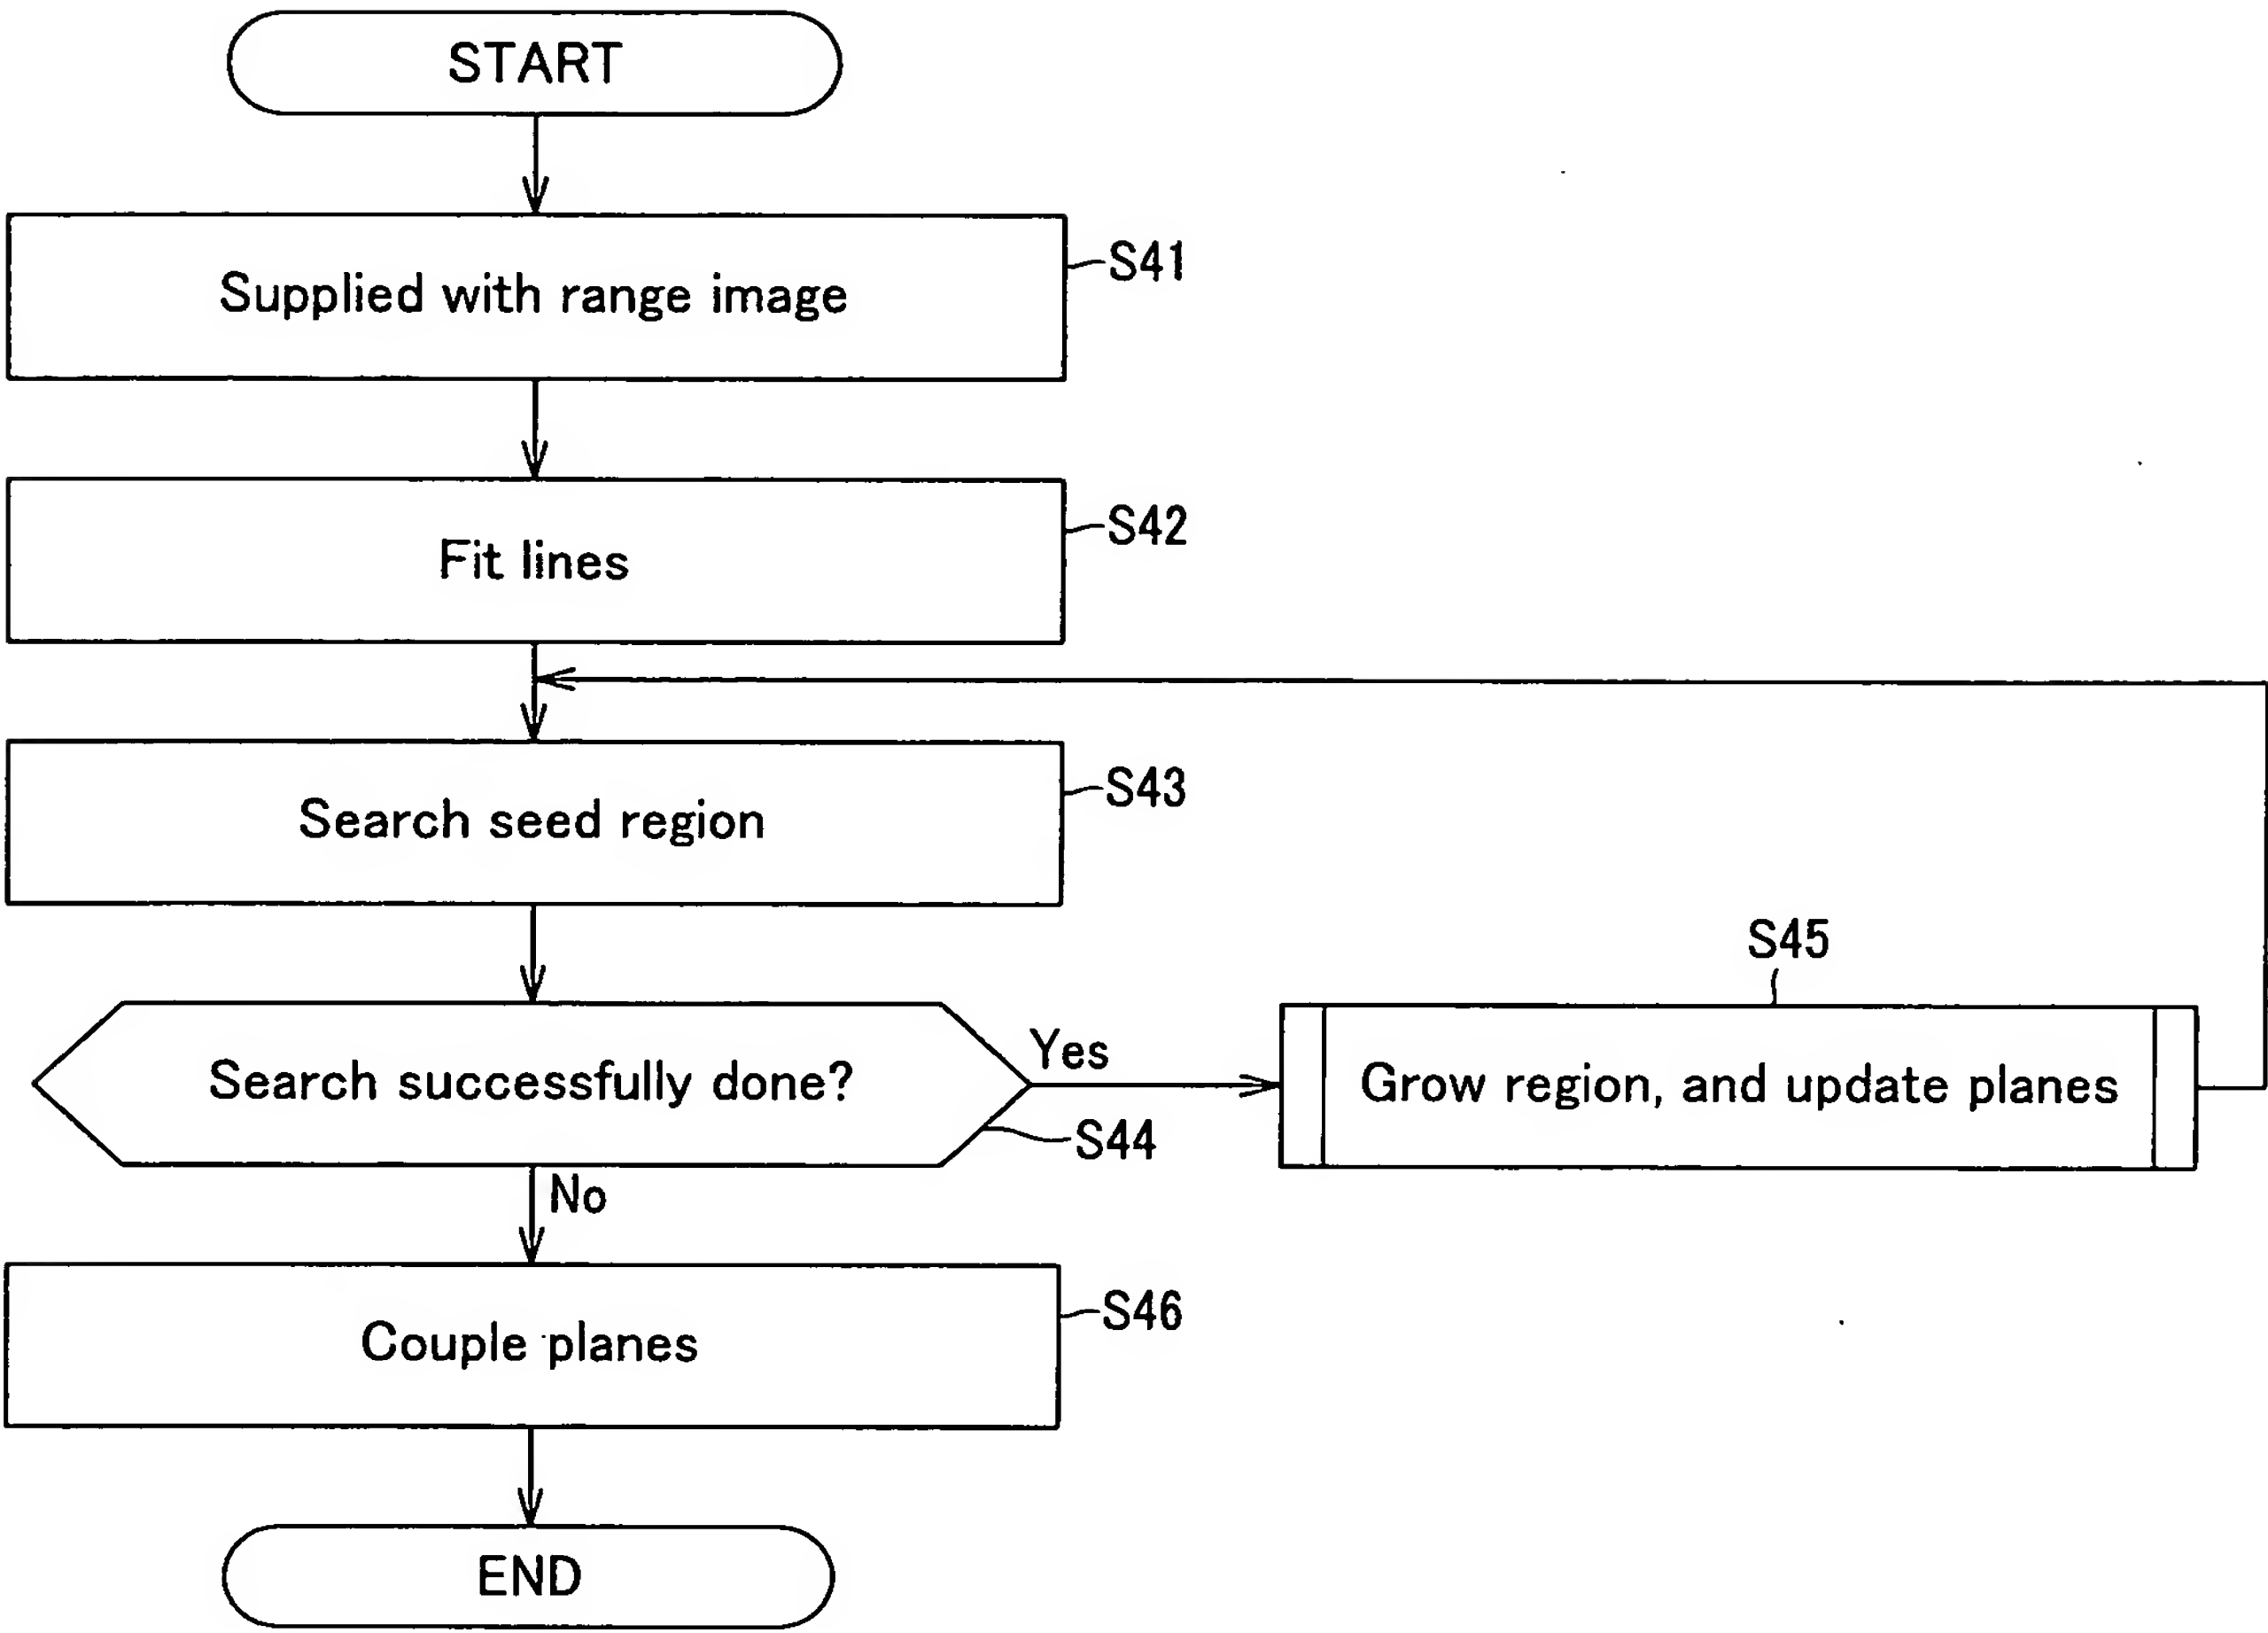 START
S41
Supplied with range image
S42
Fit lines
S43
Search seed region
S45
Yes
Search successfully done?
Grow region, and update planes
S44
No
S46
Couple planes
END